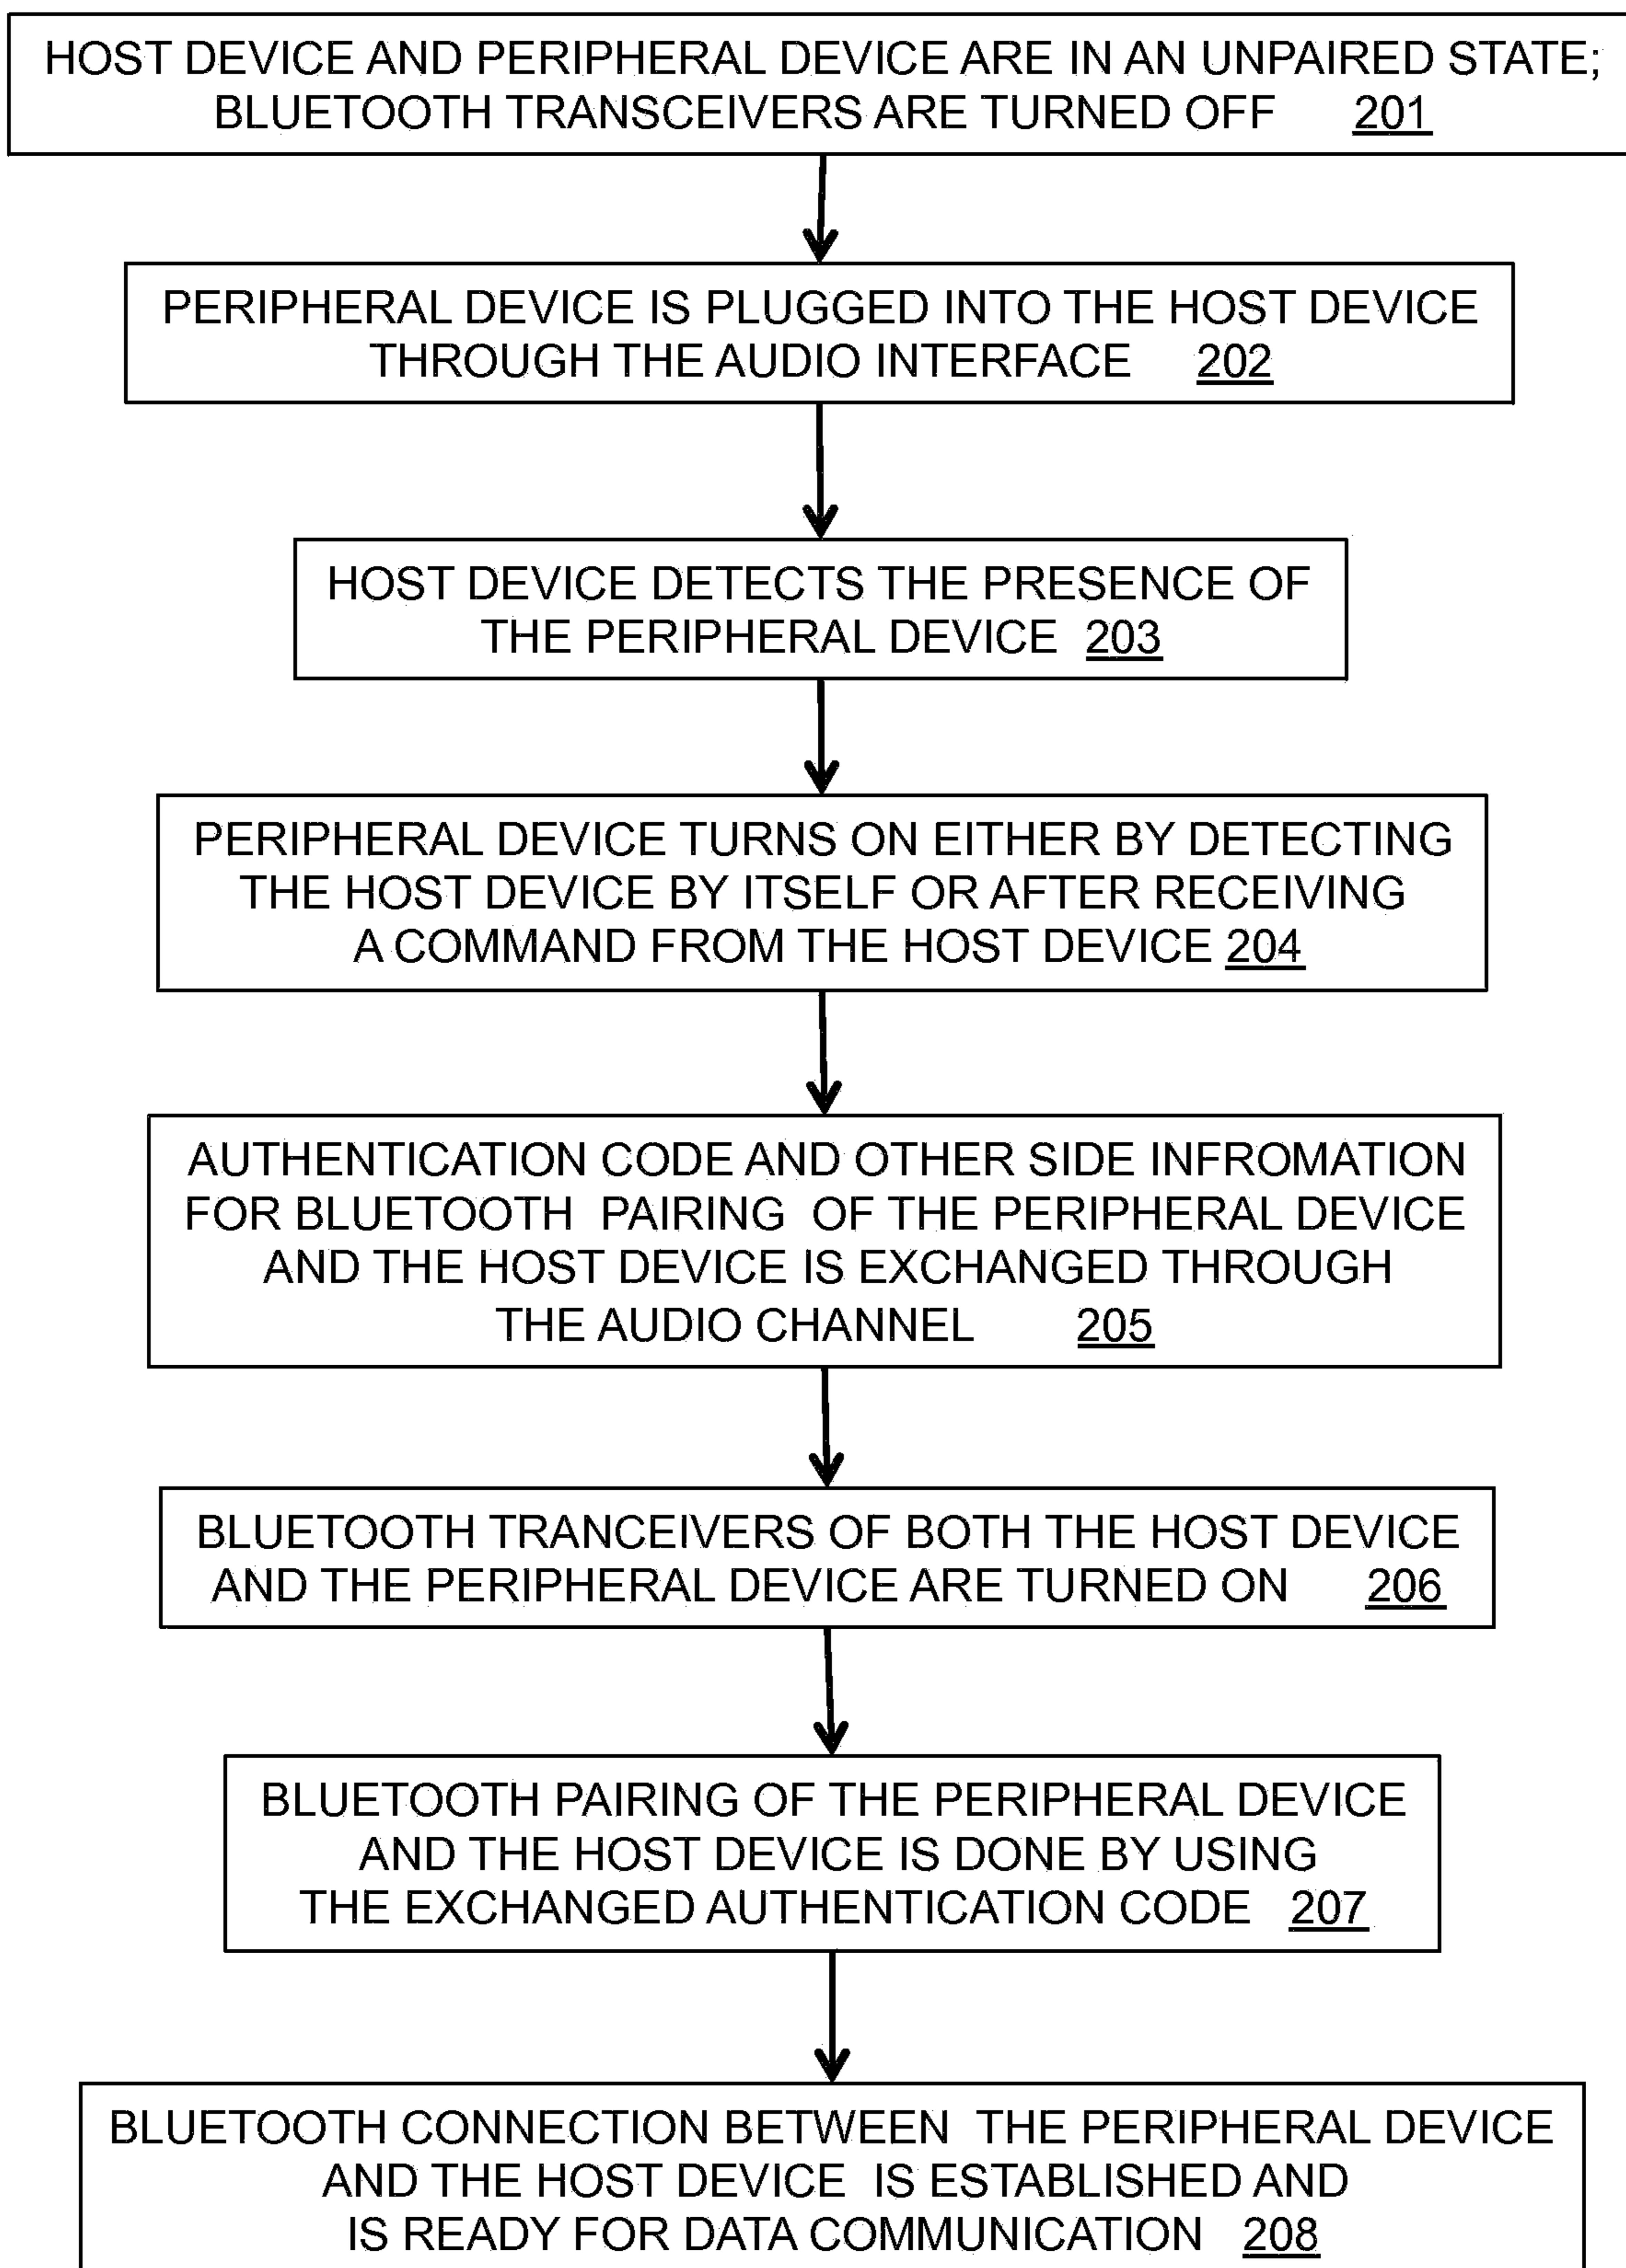 HOST DEVICE AND PERIPHERAL DEVICE ARE IN AN UNPAIRED STATE;
BLUETOOTH TRANSCEIVERS ARE TURNED OFF 201
PERIPHERAL DEVICE IS PLUGGED INTO THE HOST DEVICE
THROUGH THE AUDIO INTERFACE 202
HOST DEVICE DETECTS THE PRESENCE OF
THE PERIPHERAL DEVICE 203
PERIPHERAL DEVICE TURNS ON EITHER BY DETECTING
THE HOST DEVICE BY ITSELF OR AFTER RECEIVING
A COMMAND FROM THE HOST DEVICE 204
AUTHENTICATION CODE AND OTHER SIDE INFROMATION
FOR BLUETOOTH PAIRING OF THE PERIPHERAL DEVICE
AND THE HOST DEVICE IS EXCHANGED THROUGH
THE AUDIO CHANNEL 205
BLUETOOTH TRANCEIVERS OF BOTH THE HOST DEVICE
AND THE PERIPHERAL DEVICE ARE TURNED ON 206
BLUETOOTH PAIRING OF THE PERIPHERAL DEVICE
AND THE HOST DEVICE IS DONE BY USING
THE EXCHANGED AUTHENTICATION CODE 207
BLUETOOTH CONNECTION BETWEEN THE PERIPHERAL DEVICE
AND THE HOST DEVICE IS ESTABLISHED AND
IS READY FOR DATA COMMUNICATION 208